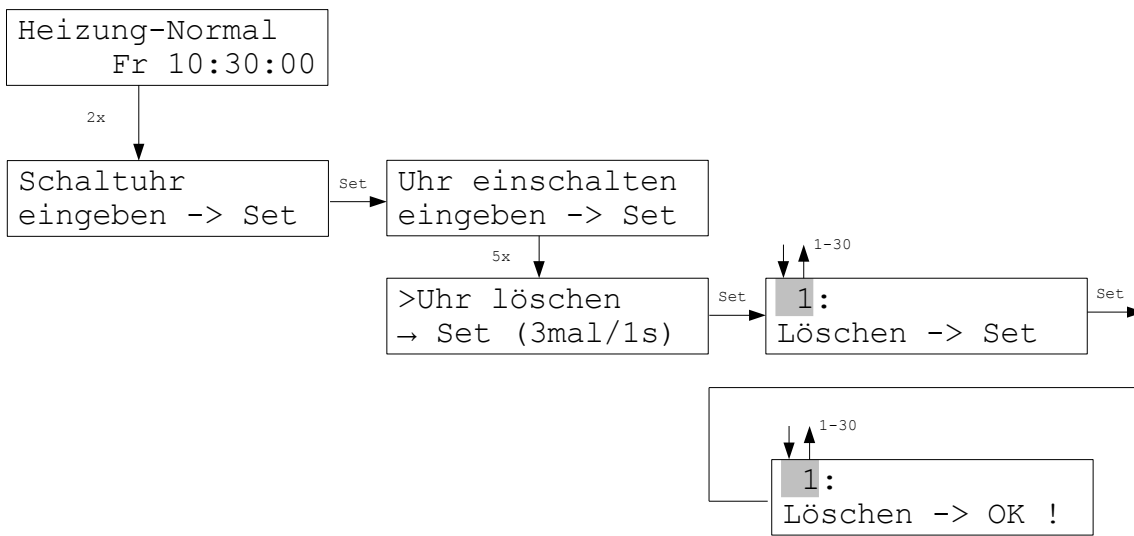 Heizung-Normal
Fr 10:30:00
2x
Schaltuhr
eingeben -> Set
Set
Uhr einschalten
eingeben -> Set
5x
>Uhr löschen
→ Set (3mal/1s)
Set
1-30
1:
Löschen -> Set
Set
1-30
1:
Löschen -> OK !